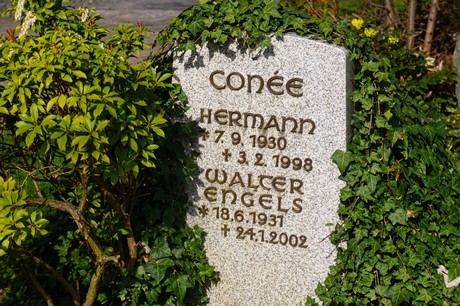 CONÉE
HERMANN
* 7. 9. 1930
† 3. 2. 1998
WALTER
ENGELS
* 18.6.1931
† 24.1.2002